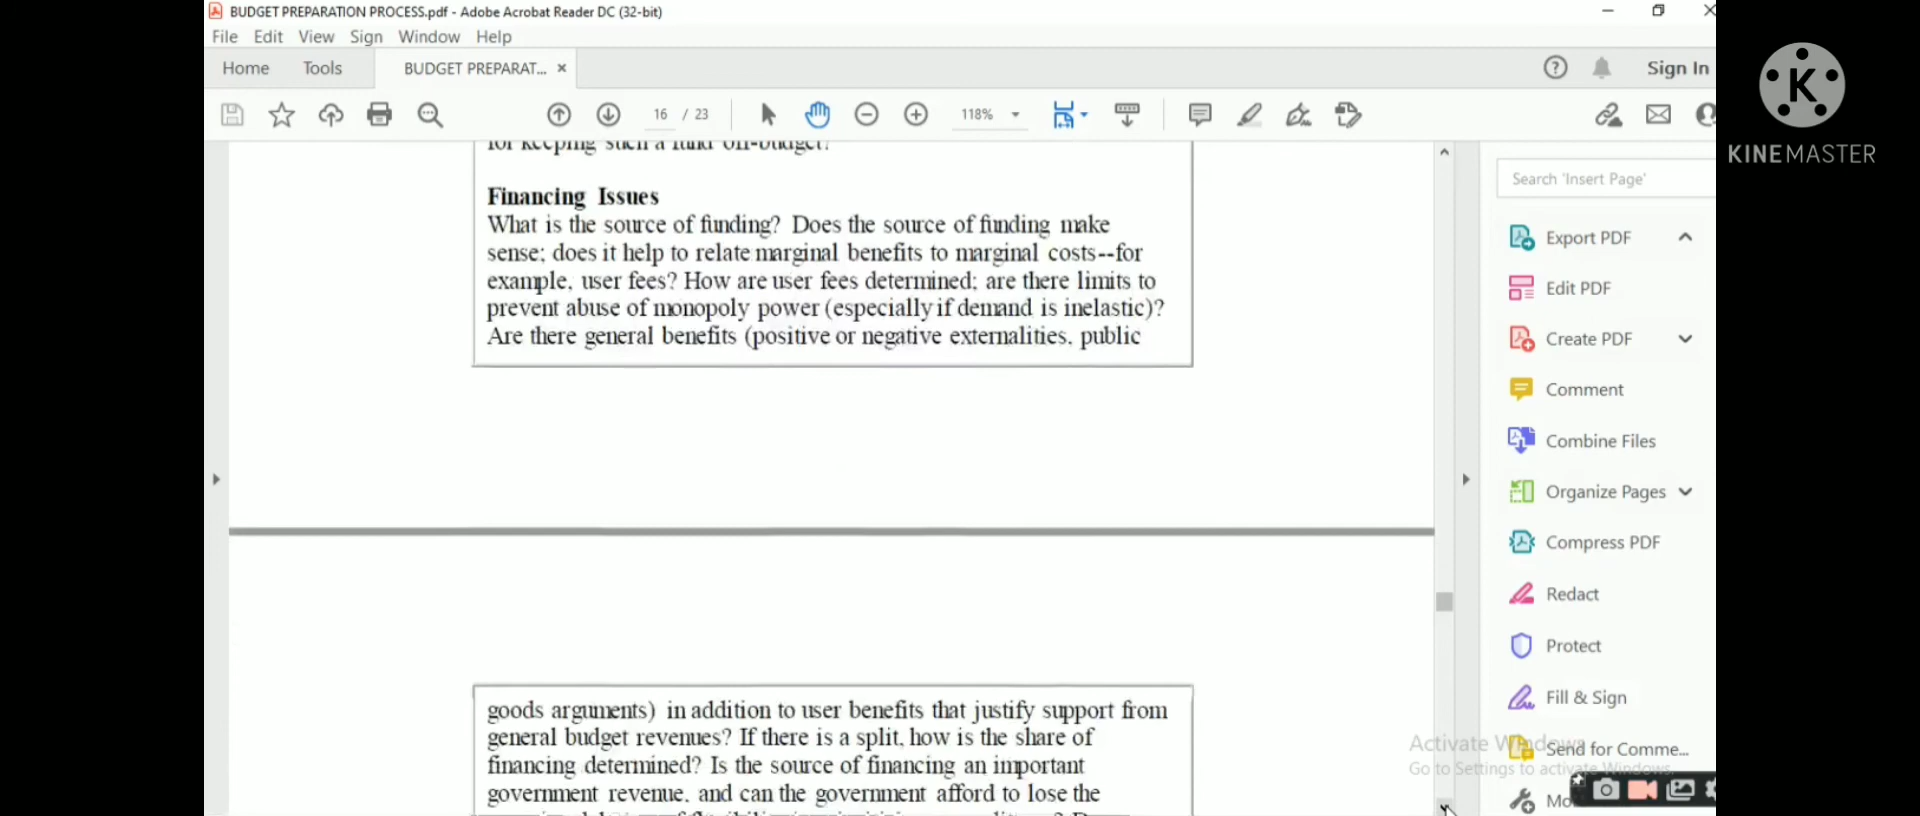 BUDGET PREPARATION PROCESS.pdf - Adobe Acrobat Reader DC (32-bit)
File Edit View Sign Window Help
Home Tools BUDGET PREPARAT... Sign In
16 / 23 118%
KINEMASTER
for keeping such a fund off-budget?
Financing Issues
What is the source of funding? Does the source of funding make
sense; does it help to relate marginal benefits to marginal costs--for
example, user fees? How are user fees determined; are there limits to
prevent abuse of monopoly power (especially if demand is inelastic)?
Are there general benefits (positive or negative externalities, public
goods arguments) in addition to user benefits that justify support from
general budget revenues? If there is a split, how is the share of
financing determined? Is the source of financing an important
government revenue, and can the government afford to lose the
Search 'Insert Page'
Export PDF
Edit PDF
Create PDF
Comment
Combine Files
Organize Pages
Compress PDF
Redact
Protect
Fill & Sign
Send for Comme...
Mo
Activate Windows
Go to Settings to activate Windows.